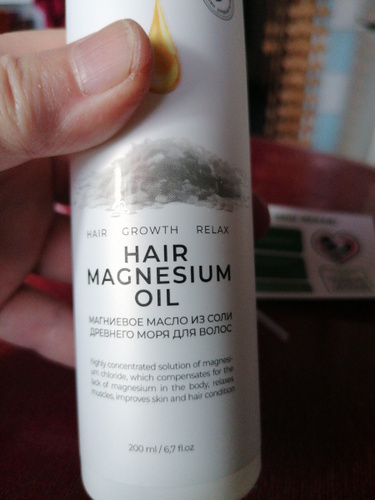 HAIR GROWTH RELAX
HAIR
MAGNESIUM
OIL
МАГНИЕВОЕ МАСЛО ИЗ СОЛИ
ДРЕВНЕГО МОРЯ ДЛЯ ВОЛОС
Highly concentrated solution of magnes-
ium chloride, which compensates for the
lack of magnesium in the body, relaxes
muscles, improves skin and hair condition
200 ml / 6,7 fl.oz